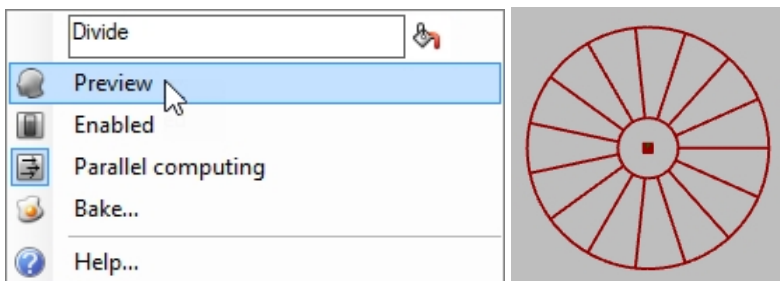 Divide
Preview
Enabled
Parallel computing
Bake...
Help...